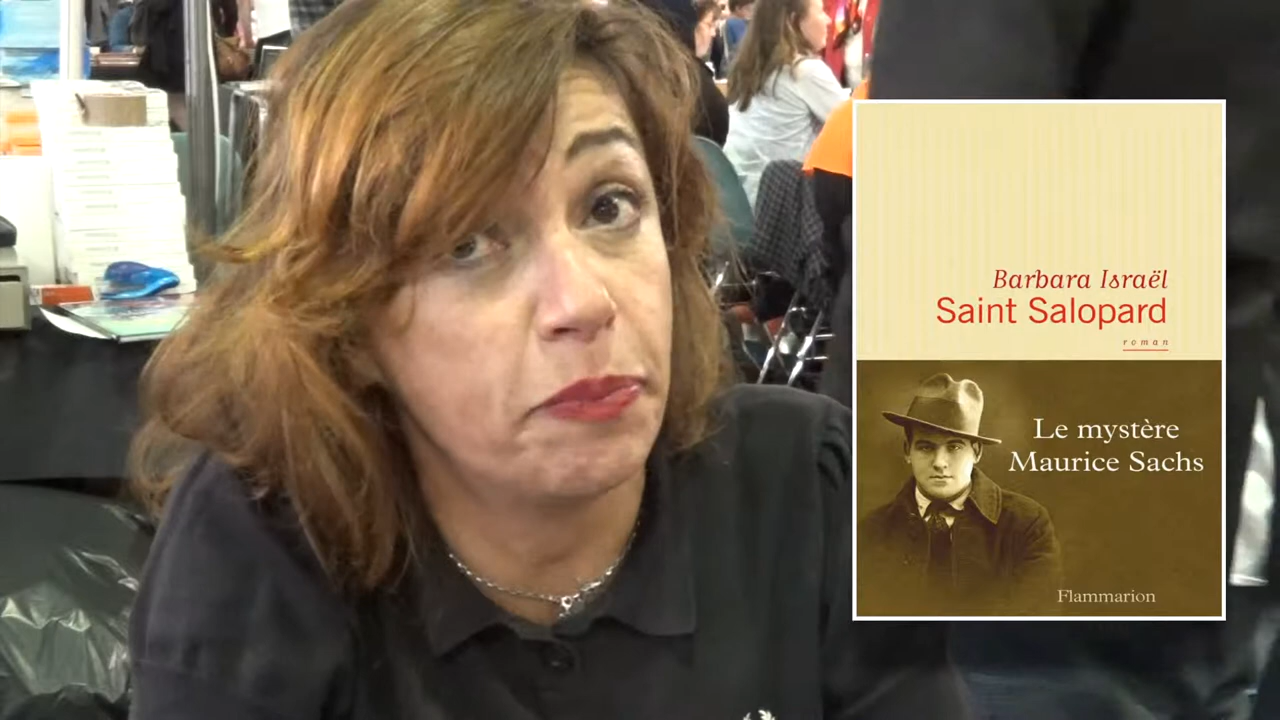 Barbara Israël
Saint Salopard
roman
Le mystère
Maurice Sachs
Flammarion